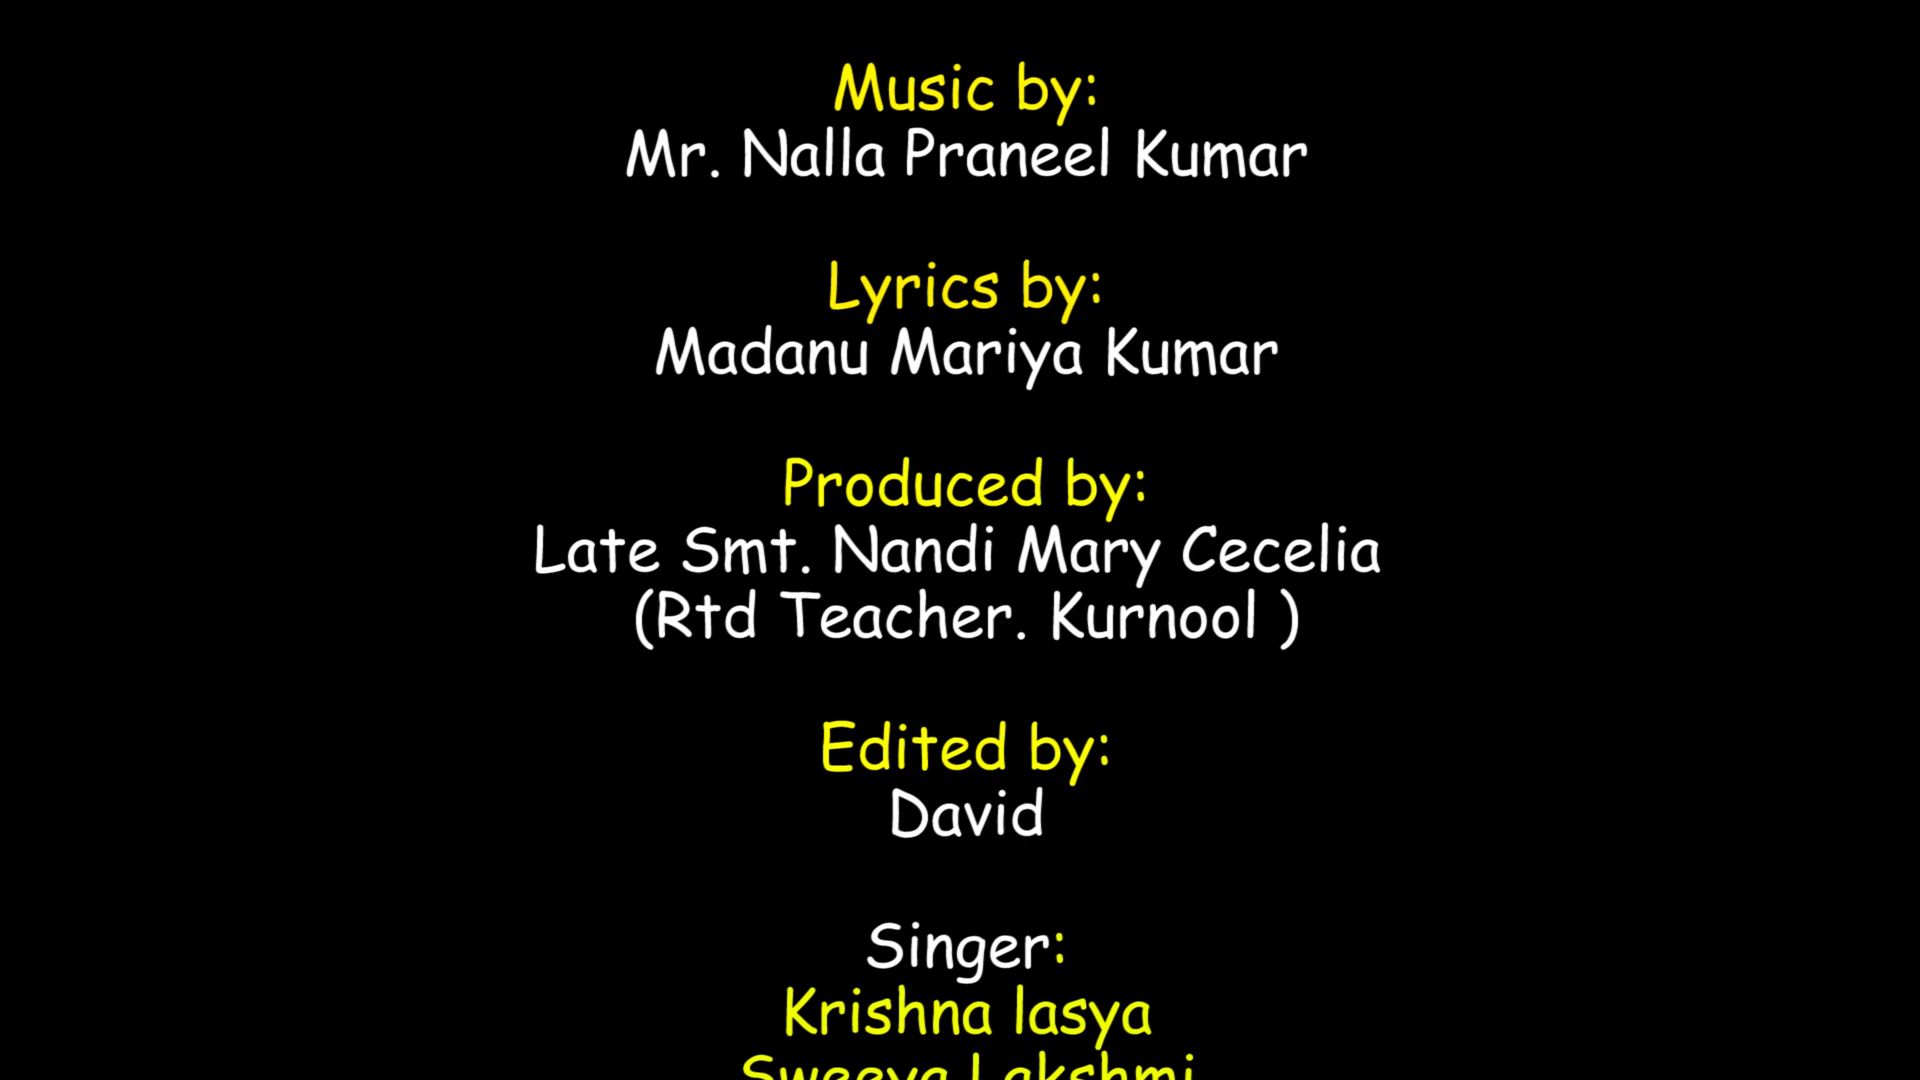 Music by:
Mr. Nalla Praneel Kumar
Lyrics by:
Madanu Mariya Kumar
Produced by:
Late Smt. Nandi Mary Cecelia
(Rtd Teacher. Kurnool )
Edited by:
David
Singer:
Krishna lasya
Lakshmi